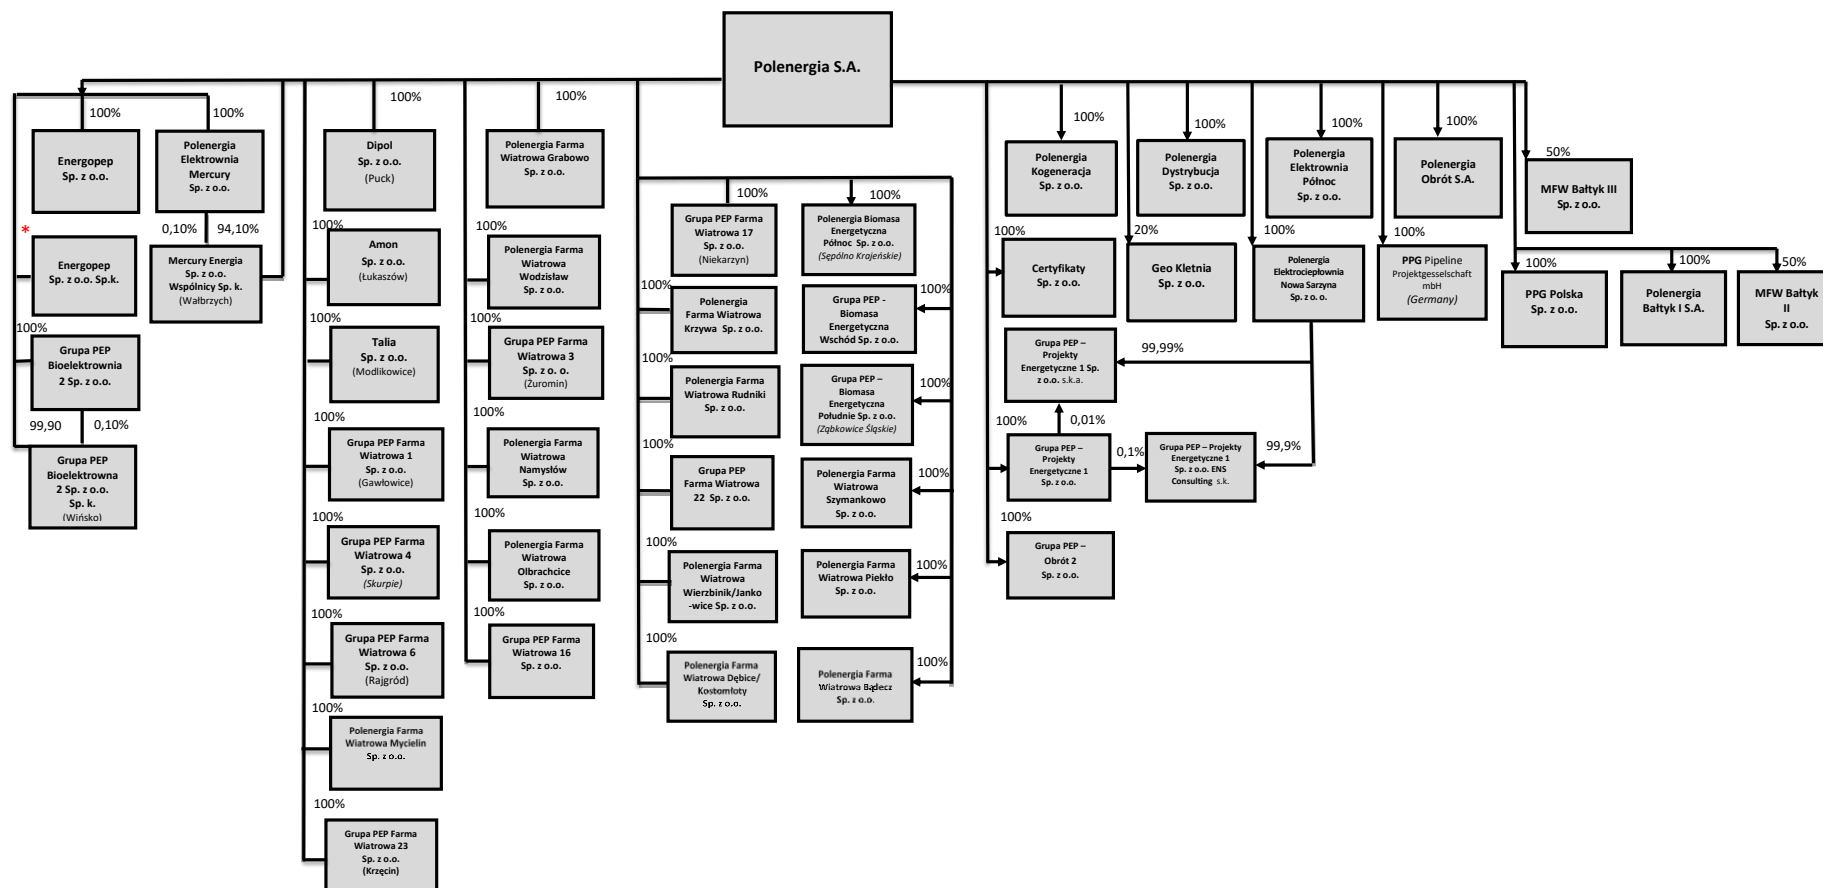 Polenergia S.A.
100%
Energopep
Sp. z o.o.
100%
Polenergia
Elektrownia
Mercury
Sp. z o.o.
*
Energopep
Sp. z o.o. Sp.k.
0,10%
94,10%
Mercury Energia
Sp. z o.o.
Wspólnicy Sp. k.
(Wałbrzych)
100%
Grupa PEP
Bioelektrownia
2 Sp. z o.o.
99,90
0,10%
Grupa PEP
Bioelektrowna
2 Sp. z o.o.
Sp. k.
(Wińsko)
100%
Dipol
Sp. z o.o.
(Puck)
100%
Amon
Sp. z o.o.
(Łukaszów)
100%
Talia
Sp. z o.o.
(Modlikowice)
100%
Grupa PEP Farma
Wiatrowa 1
Sp. z o.o.
(Gawłowice)
100%
Grupa PEP Farma
Wiatrowa 4
Sp. z o.o.
(Skurpie)
100%
Grupa PEP Farma
Wiatrowa 6
Sp. z o.o.
(Rajgród)
100%
Polenergia Farma
Wiatrowa Mycielin
Sp. z o.o.
100%
Grupa PEP Farma
Wiatrowa 23
Sp. z o.o.
(Krzęcin)
100%
Polenergia Farma
Wiatrowa Grabowo
Sp. z o.o.
100%
Polenergia Farma
Wiatrowa
Wodzisław
Sp. z o.o.
100%
Grupa PEP Farma
Wiatrowa 3
Sp. z o. o.
(Żuromin)
100%
Polenergia Farma
Wiatrowa
Namysłów
Sp. z o.o.
100%
Polenergia Farma
Wiatrowa
Olbrachcice
Sp. z o.o.
100%
Grupa PEP Farma
Wiatrowa 16
Sp. z o.o.
100%
Grupa PEP Farma
Wiatrowa 17
Sp. z o.o.
(Niekarzyn)
100%
Polenergia
Farma Wiatrowa
Krzywa Sp. z o.o.
100%
Polenergia Farma
Wiatrowa Rudniki
Sp. z o.o.
100%
Grupa PEP
Farma Wiatrowa
22 Sp. z o.o.
100%
Polenergia Farma
Wiatrowa
Wierzbinik/Janko
-wice Sp. z o.o.
100%
Polenergia Farma
Wiatrowa Dębice/
Kostomłoty
Sp. z o.o.
100%
Polenergia Biomasa
Energetyczna
Północ Sp. z o.o.
(Sępólno Krajeńskie)
100%
Grupa PEP -
Biomasa
Energetyczna
Wschód Sp. z o.o.
100%
Grupa PEP –
Biomasa
Energetyczna
Południe Sp. z o.o.
(Ząbkowice Śląskie)
100%
Polenergia Farma
Wiatrowa
Szymankowo
Sp. z o.o.
100%
Polenergia Farma
Wiatrowa Piekło
Sp. z o.o.
100%
Polenergia Farma
Wiatrowa Bądecz
Sp. z o.o.
100%
Polenergia
Kogeneracja
Sp. z o.o.
100%
Polenergia
Dystrybucja
Sp. z o.o.
100%
Polenergia
Elektrownia
Północ
Sp. z o.o.
100%
Polenergia
Obrót S.A.
50%
MFW Bałtyk III
Sp. z o.o.
100%
Certyfikaty
Sp. z o.o.
20%
Geo Kletnia
Sp. z o.o.
100%
Polenergia
Elektrociepłownia
Nowa Sarzyna
Sp. z o. o.
100%
PPG Pipeline
Projektgesselschaft
mbH
(Germany)
100%
PPG Polska
Sp. z o.o.
100%
Polenergia
Bałtyk I S.A.
50%
MFW Bałtyk
II
Sp. z o.o.
Grupa PEP –
Projekty
Energetyczne 1 Sp.
z o.o. s.k.a.
99,99%
100%
0,01%
Grupa PEP –
Projekty
Energetyczne 1
Sp. z o.o.
0,1%
Grupa PEP – Projekty
Energetyczne 1
Sp. z o.o. ENS
Consulting s.k.
99,9%
100%
Grupa PEP –
Obrót 2
Sp. z o.o.